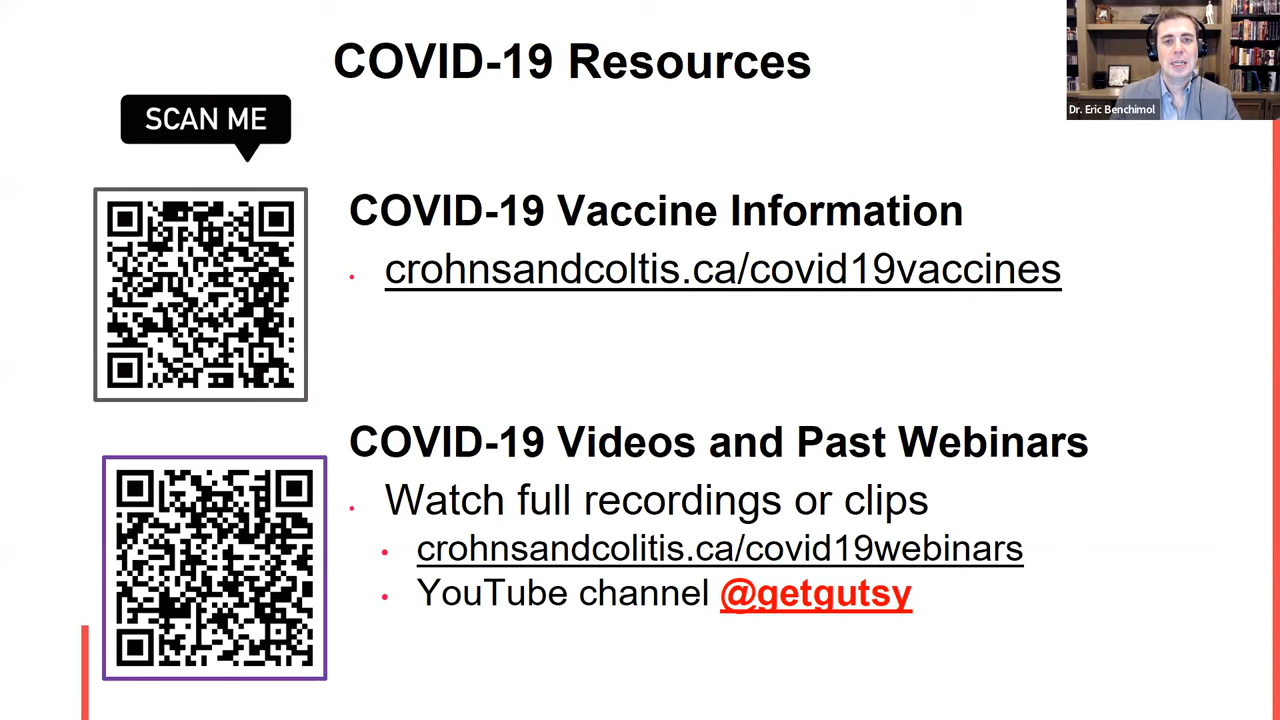 COVID-19 Resources
Dr. Eric Benchimol
SCAN ME
COVID-19 Vaccine Information
crohnsandcoltis.ca/covid19vaccines
COVID-19 Videos and Past Webinars
Watch full recordings or clips
crohnsandcolitis.ca/covid19webinars
YouTube channel @getgutsy